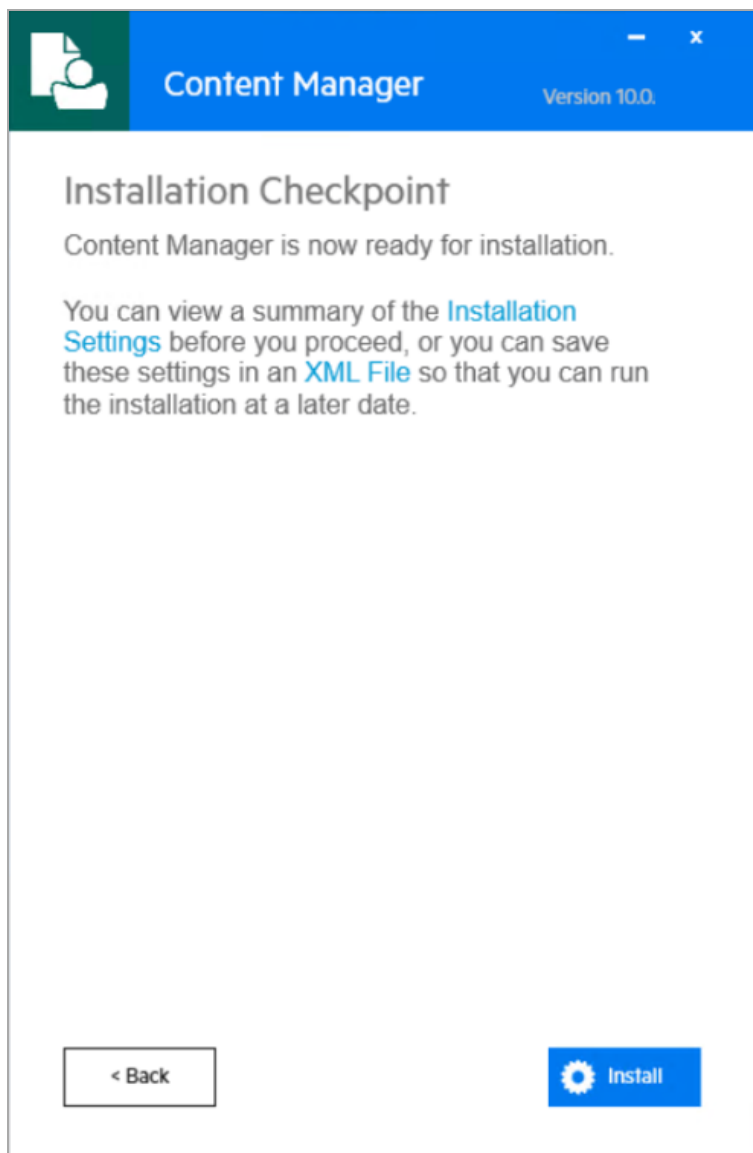 Content Manager
Version 10.0.
Installation Checkpoint
Content Manager is now ready for installation.
You can view a summary of the Installation
Settings before you proceed, or you can save
these settings in an XML File so that you can run
the installation at a later date.
< Back
Install